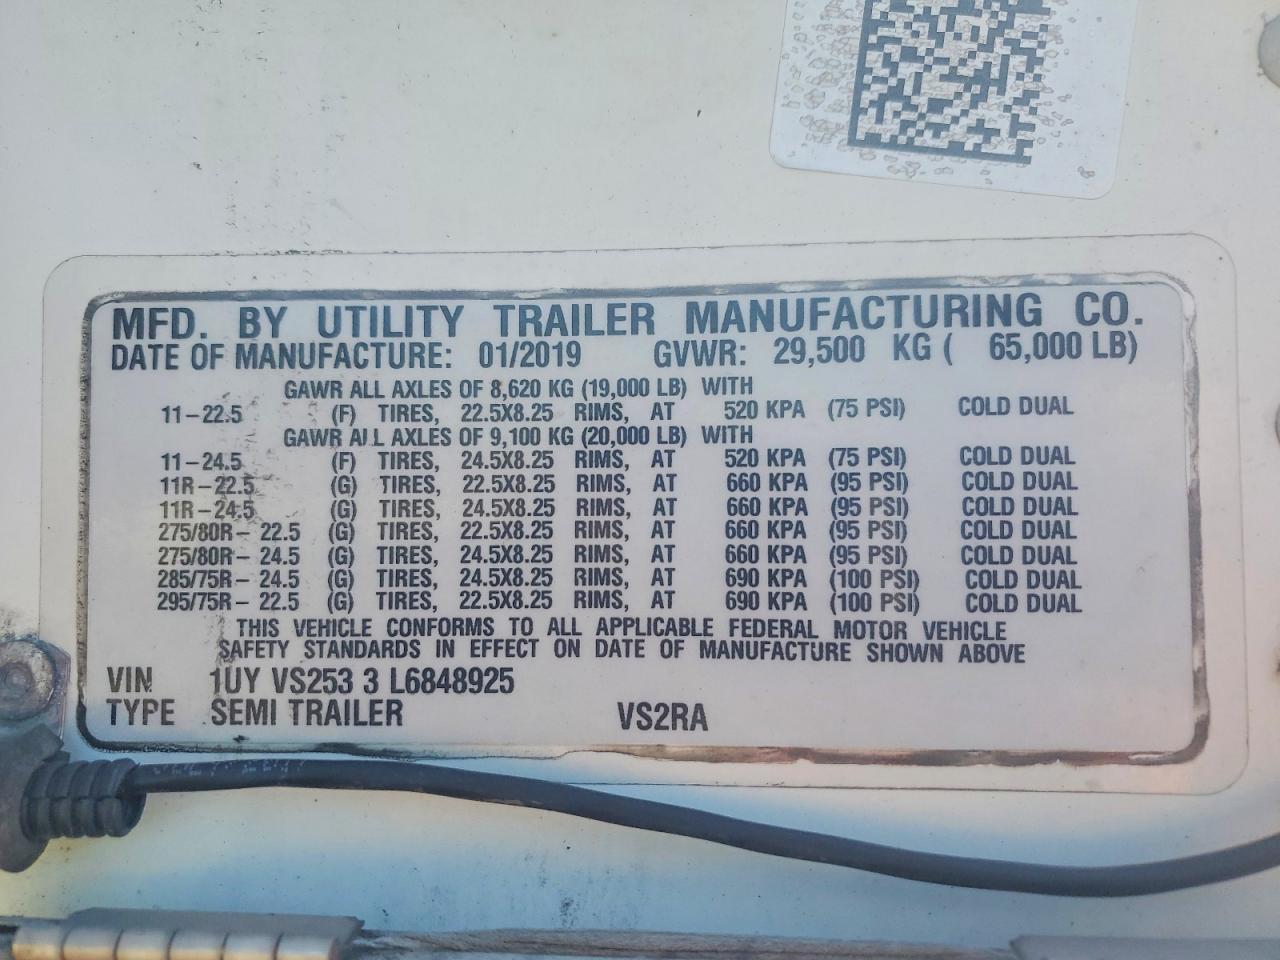 MFD. BY UTILITY TRAILER MANUFACTURING CO.
DATE OF MANUFACTURE: 01/2019 GVWR: 29,500 KG ( 65,000 LB)
GAWR ALL AXLES OF 8,620 KG (19,000 LB) WITH
11-22.5 (F) TIRES, 22.5X8.25 RIMS, AT 520 KPA (75 PSI) COLD DUAL
GAWR ALL AXLES OF 9,100 KG (20,000 LB) WITH
11-24.5 (F) TIRES, 24.5X8.25 RIMS, AT 520 KPA (75 PSI) COLD DUAL
11R-22.5 (G) TIRES, 22.5X8.25 RIMS, AT 660 KPA (95 PSI) COLD DUAL
11R-24.5 (G) TIRES, 24.5X8.25 RIMS, AT 660 KPA (95 PSI) COLD DUAL
275/80R- 22.5 (G) TIRES, 22.5X8.25 RIMS, AT 660 KPA (95 PSI) COLD DUAL
275/80R- 24.5 (G) TIRES, 24.5X8.25 RIMS, AT 660 KPA (95 PSI) COLD DUAL
285/75R- 24.5 (G) TIRES, 24.5X8.25 RIMS, AT 690 KPA (100 PSI) COLD DUAL
295/75R- 22.5 (G) TIRES, 22.5X8.25 RIMS, AT 690 KPA (100 PSI) COLD DUAL
THIS VEHICLE CONFORMS TO ALL APPLICABLE FEDERAL MOTOR VEHICLE
SAFETY STANDARDS IN EFFECT ON DATE OF MANUFACTURE SHOWN ABOVE
VIN 1UY VS253 3 L6848925
TYPE SEMI TRAILER VS2RA